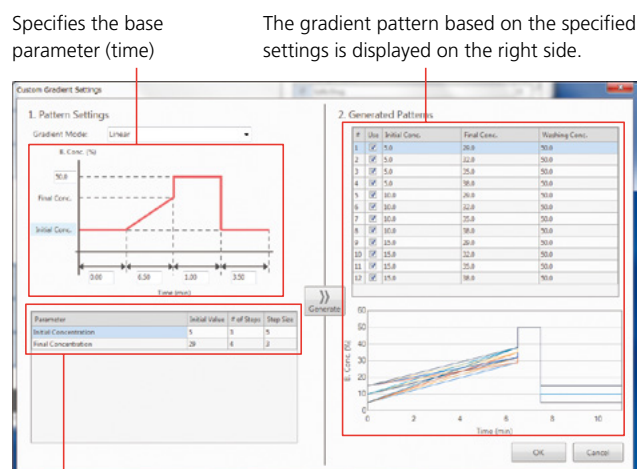 Specifies the base
parameter (time)
The gradient pattern based on the specified
settings is displayed on the right side.
Custom Gradient Settings
1. Pattern Settings
Gradient Mode: Linear
B. Conc. (%)
50.0
Final Conc.
Initial Conc.
0.00 6.50 1.00 3.50
Time (min)
Parameter Initial Value # of Steps Step Size
Initial Concentration 5 3 5
Final Concentration 29 4 3
Generate
2. Generated Patterns
# Use Initial Conc. Final Conc. Washing Conc.
1 5.0 29.0 50.0
2 5.0 32.0 50.0
3 5.0 35.0 50.0
4 5.0 38.0 50.0
5 10.0 29.0 50.0
6 10.0 32.0 50.0
7 10.0 35.0 50.0
8 10.0 38.0 50.0
9 15.0 29.0 50.0
10 15.0 32.0 50.0
11 15.0 35.0 50.0
12 15.0 38.0 50.0
B. Conc. (%)
60
50
40
30
20
10
0
0 2 4 6 8 10
Time (min)
OK Cancel